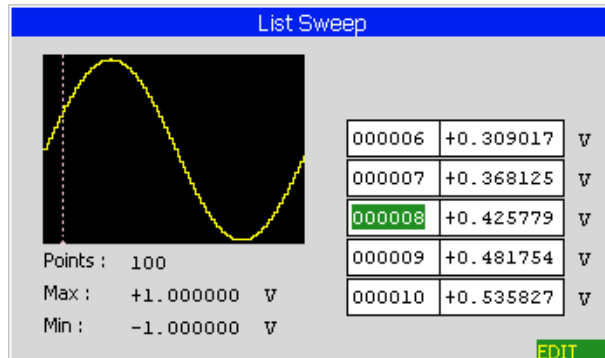 List Sweep
000006 +0.309017 V
000007 +0.368125 V
000008 +0.425779 V
000009 +0.481754 V
000010 +0.535827 V
Points : 100
Max : +1.000000 V
Min : -1.000000 V
EDIT